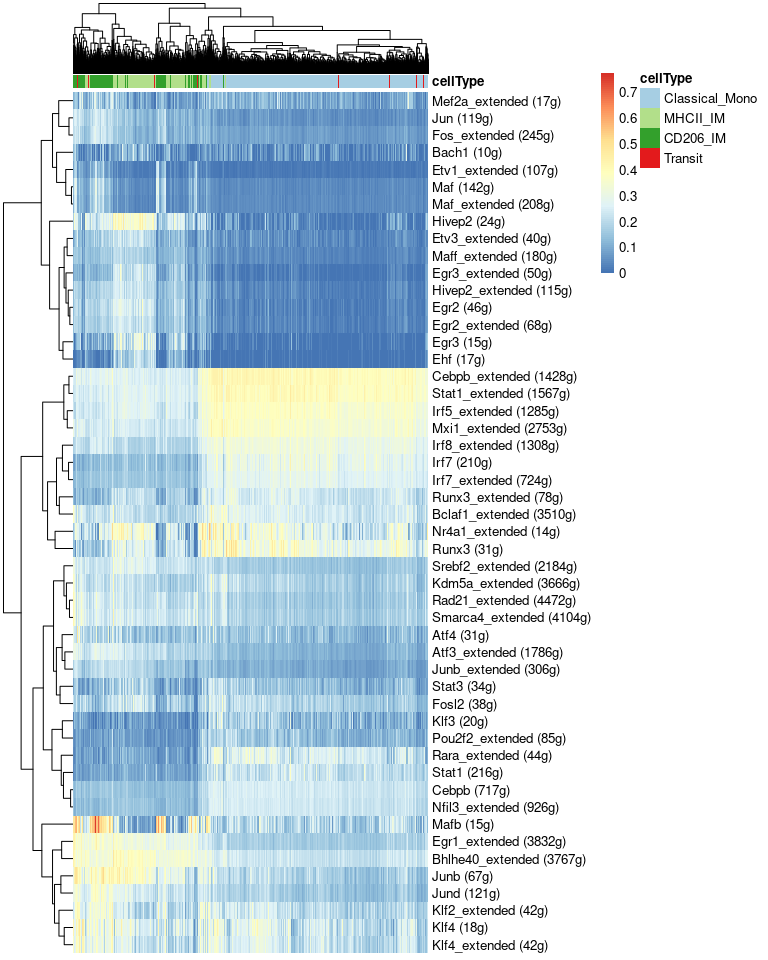 cellType
Mef2a_extended (17g)
Jun (119g)
Fos_extended (245g)
Bach1 (10g)
Etv1_extended (107g)
Maf (142g)
Maf_extended (208g)
Hivep2 (24g)
Etv3_extended (40g)
Maff_extended (180g)
Egr3_extended (50g)
Hivep2_extended (115g)
Egr2 (46g)
Egr2_extended (68g)
Egr3 (15g)
Ehf (17g)
Cebpb_extended (1428g)
Stat1_extended (1567g)
Irf5_extended (1285g)
Mxi1_extended (2753g)
Irf8_extended (1308g)
Irf7 (210g)
Irf7_extended (724g)
Runx3_extended (78g)
Bclaf1_extended (3510g)
Nr4a1_extended (14g)
Runx3 (31g)
Srebf2_extended (2184g)
Kdm5a_extended (3666g)
Rad21_extended (4472g)
Smarca4_extended (4104g)
Atf4 (31g)
Atf3_extended (1786g)
Junb_extended (306g)
Stat3 (34g)
Fosl2 (38g)
Klf3 (20g)
Pou2f2_extended (85g)
Rara_extended (44g)
Stat1 (216g)
Cebpb (717g)
Nfil3_extended (926g)
Mafb (15g)
Egr1_extended (3832g)
Bhlhe40_extended (3767g)
Junb (67g)
Jund (121g)
Klf2_extended (42g)
Klf4 (18g)
Klf4_extended (42g)
0.7
0.6
0.5
0.4
0.3
0.2
0.1
0
cellType
Classical_Mono
MHCII_IM
CD206_IM
Transit